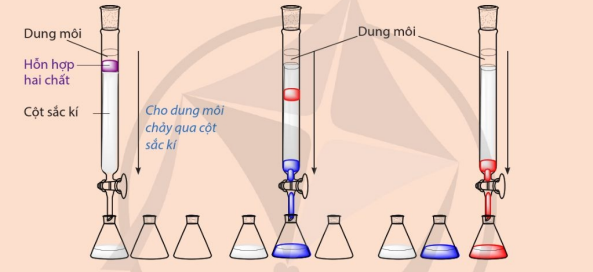 Dung môi
Hỗn hợp
hai chất
Cột sắc kí
Cho dung môi
chảy qua cột
sắc kí
Dung môi